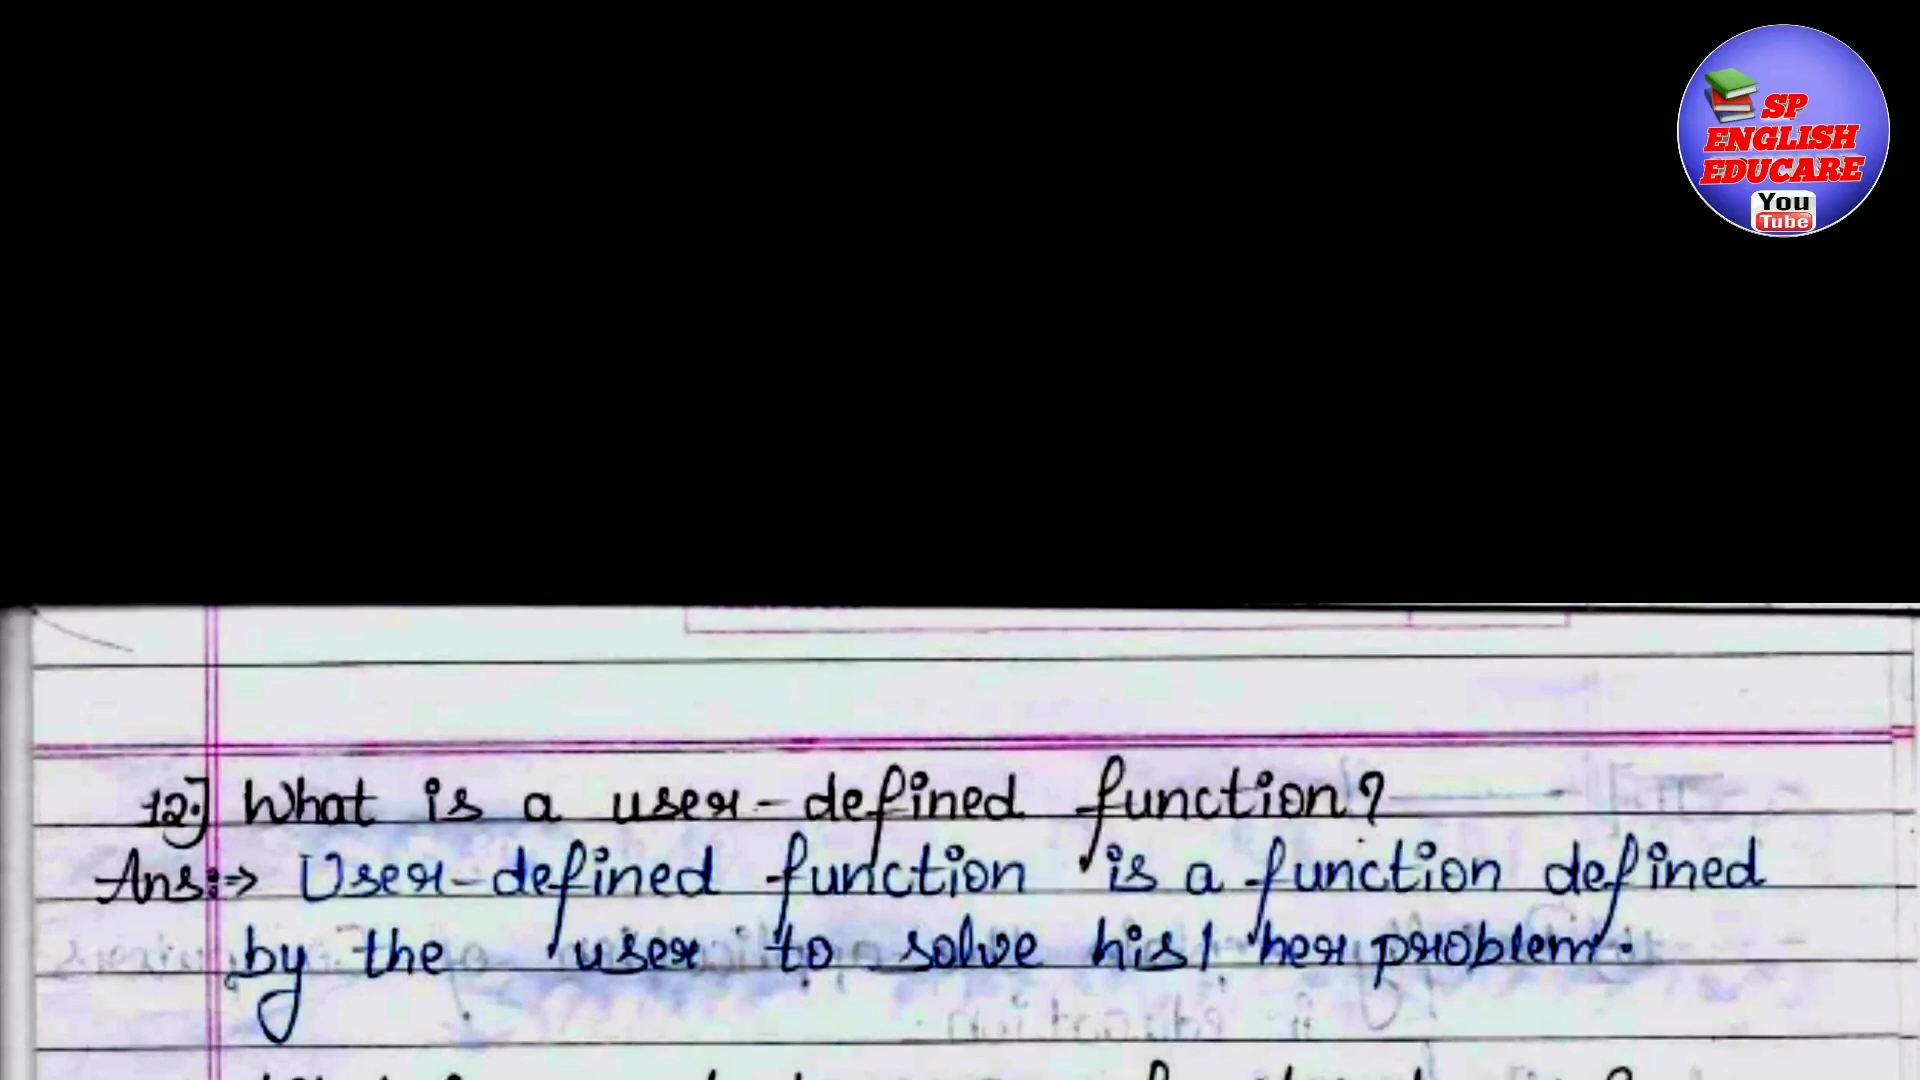 SP
ENGLISH
EDUCARE
You
Tube
12.] What is a user-defined function?
Ans:→ User-defined function is a function defined
by the user to solve his/ her problem.